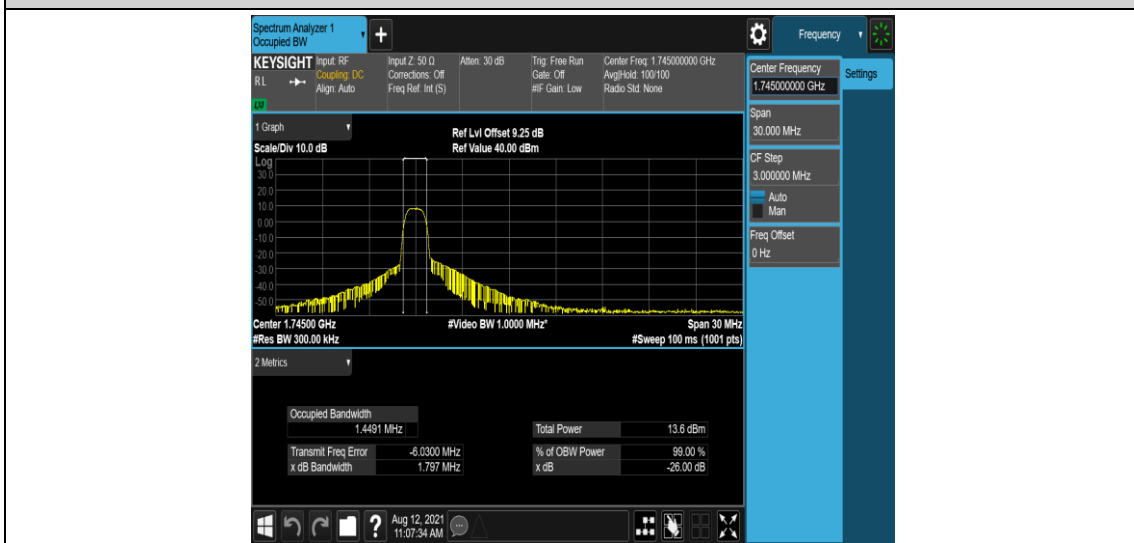 Spectrum Analyzer 1
Occupied BW
+
Frequency
KEYSIGHT Input: RF Input Z: 50 Ω Atten: 30 dB Trig: Free Run Center Freq: 1.745000000 GHz
RL Coupling: DC Corrections: Off Gate: Off Avg|Hold: 100/100
Align: Auto Freq Ref: Int (S) #IF Gain: Low Radio Std: None
LXI
Center Frequency
1.745000000 GHz
Settings
Span
30.000 MHz
CF Step
3.000000 MHz
Auto
Man
Freq Offset
0 Hz
1 Graph
Ref Lvl Offset 9.25 dB
Scale/Div 10.0 dB Ref Value 40.00 dBm
Log
30.0
20.0
10.0
0.00
-10.0
-20.0
-30.0
-40.0
-50.0
Center 1.74500 GHz #Video BW 1.0000 MHz* Span 30 MHz
#Res BW 300.00 kHz #Sweep 100 ms (1001 pts)
2 Metrics
Occupied Bandwidth
1.4491 MHz Total Power 13.6 dBm
Transmit Freq Error -6.0300 MHz % of OBW Power 99.00 %
x dB Bandwidth 1.797 MHz x dB -26.00 dB
? Aug 12, 2021
11:07:34 AM